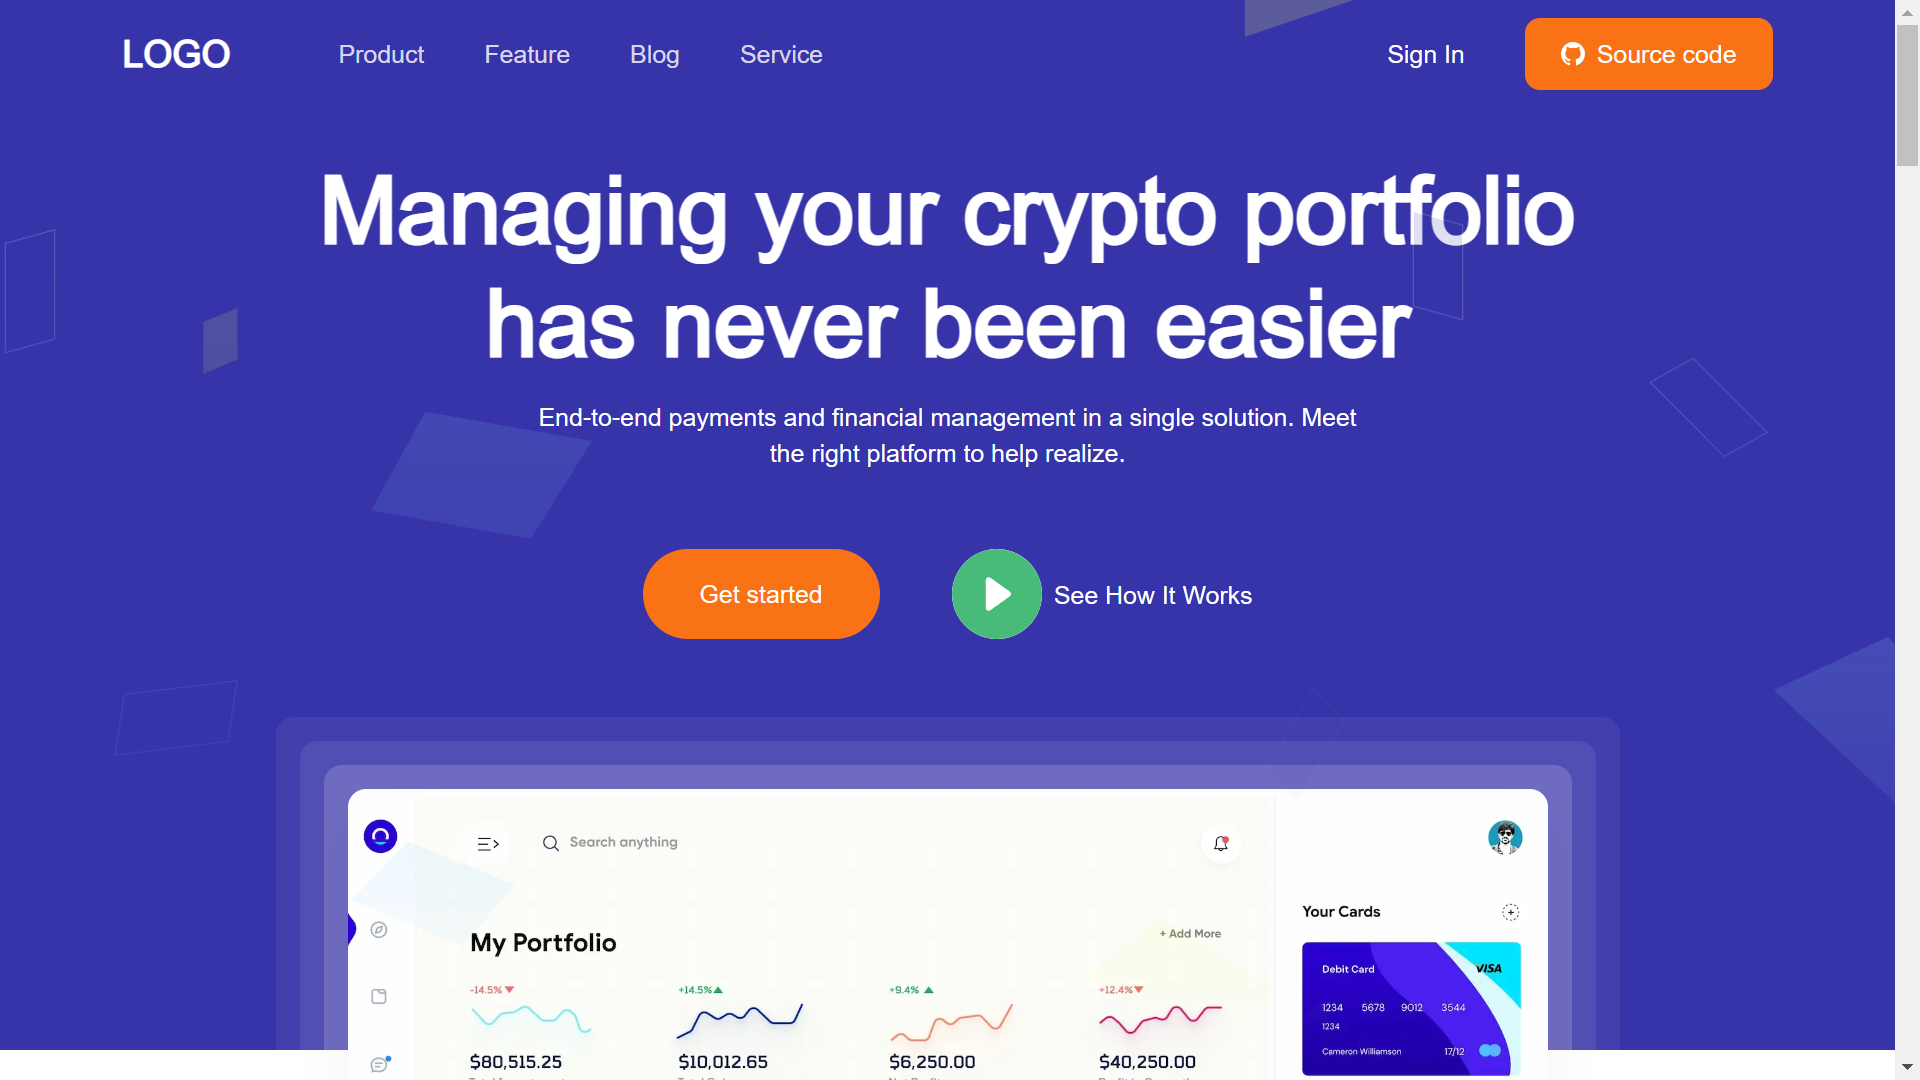 LOGO
Product
Feature
Blog
Service
Sign In
Source code
Managing your crypto portfolio
has never been easier
End-to-end payments and financial management in a single solution. Meet
the right platform to help realize.
Get started
See How It Works
Search anything
Your Cards
My Portfolio
+ Add More
Debit Card
VISA
-14.5%
+14.5%
+9.4%
+12.4%
1234 5678 9012 3544
1234
Cameron Williamson
17/12
$80,515.25
$10,012.65
$6,250.00
$40,250.00